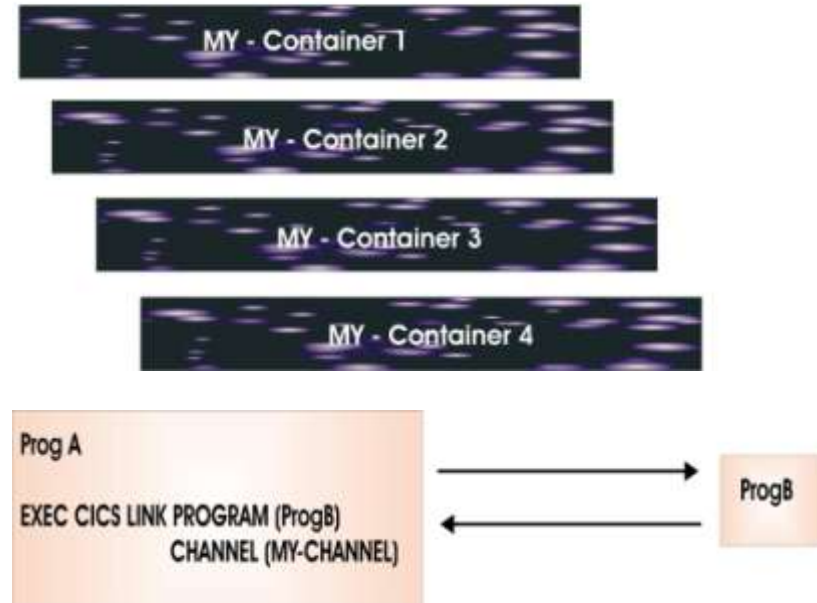 MY - Container 1
MY - Container 2
MY - Container 3
MY - Container 4
Prog A
EXEC CICS LINK PROGRAM (ProgB)
CHANNEL (MY-CHANNEL)
ProgB